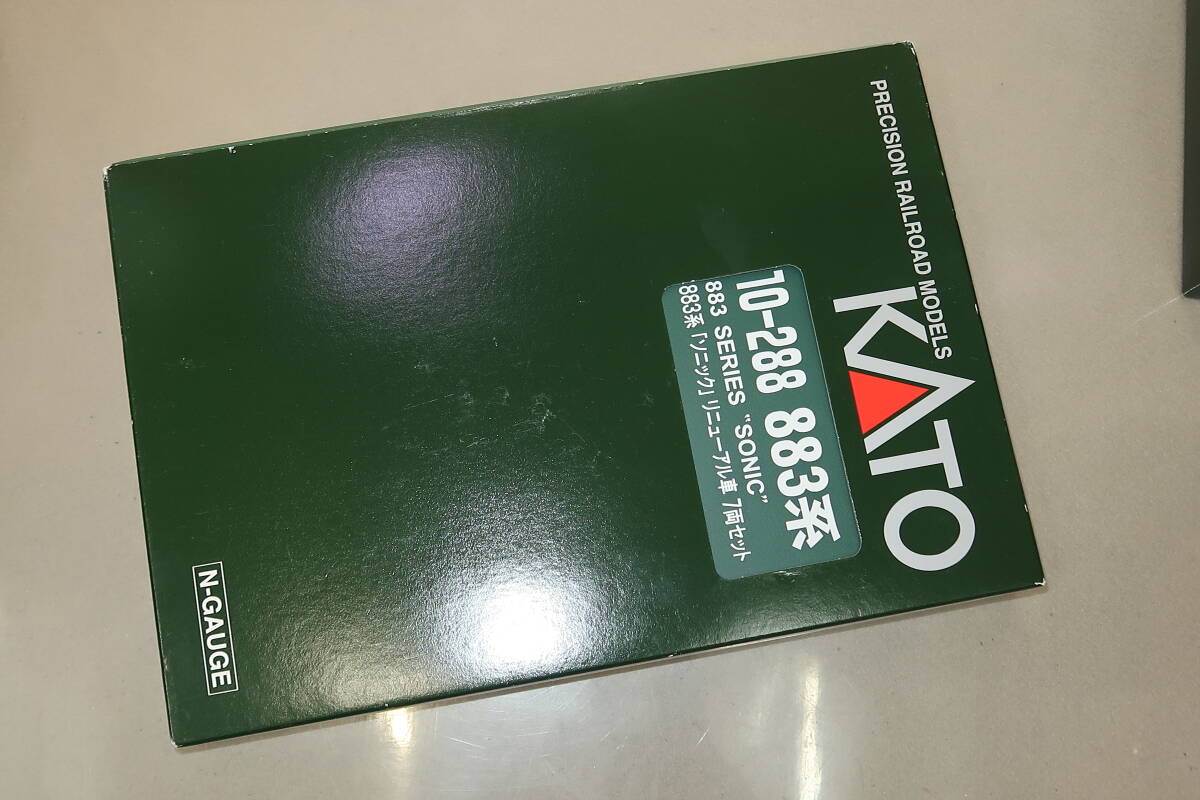 PRECISION RAILROAD MODELS
KATO
10-288 883系
883 SERIES "SONIC"
883系「ソニック」リニューアル車 7両セット
N-GAUGE